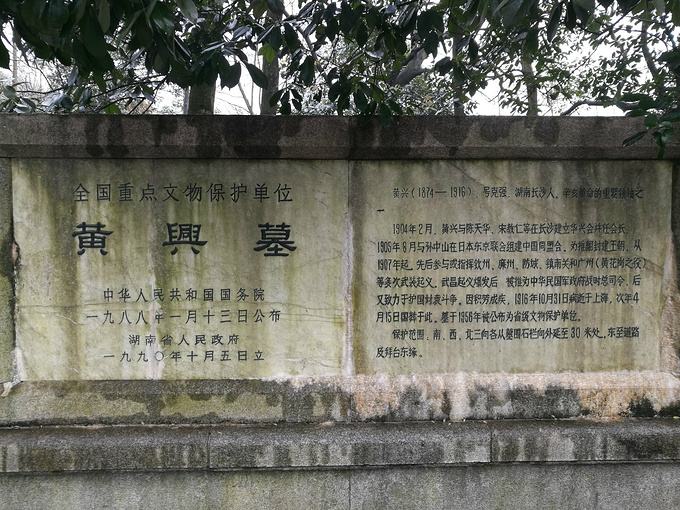 全国重点文物保护单位
黄興墓
中华人民共和国国务院
一九八八年一月十三日公布
湖南省人民政府
一九九〇年十月五日立
黄兴(1874—1916)，号克强，湖南长沙人，辛亥革命的重要领袖之
一
1904年2月，黄兴与陈天华、宋教仁等在长沙建立华兴会并任会长，
1905年8月与孙中山在日本东京联合组建中国同盟会。为推翻封建王朝，从
1907年起，先后参与或指挥钦州、廉州、防城、镇南关和广州(黄花岗之役)
等多次武装起义。武昌起义爆发后 被推为中华民国军政府战时总司令、后
又致力于护国讨袁斗争。因积劳成疾，1916年10月31日病逝于上海，次年4
月15日国葬于此。墓于1956年被公布为省级文物保护单位。
保护范围：南、西、北三向各从墓围石栏向外延至30米处，东至道路
及拜台东缘。